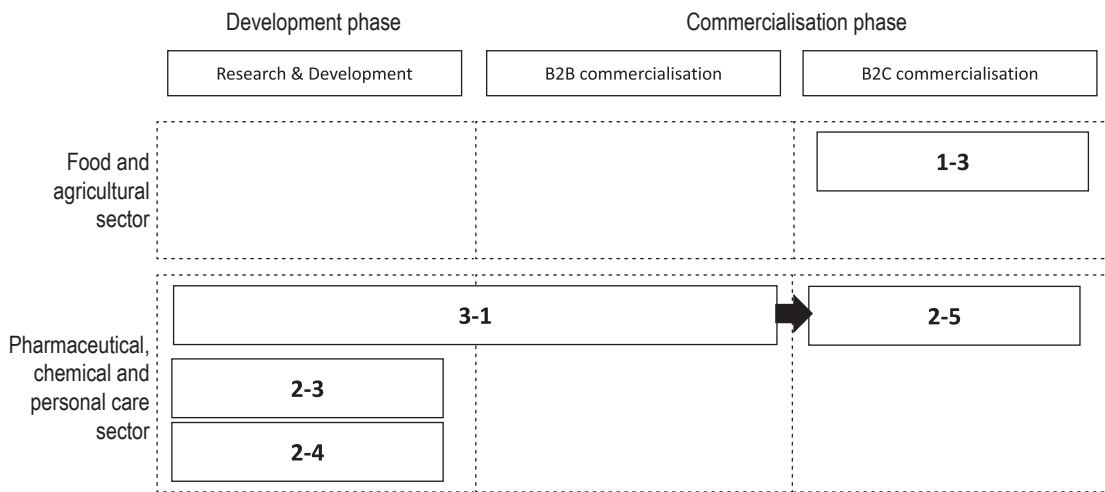 Development phase
Commercialisation phase
Research & Development
B2B commercialisation
B2C commercialisation
Food and
agricultural
sector
1-3
Pharmaceutical,
chemical and
personal care
sector
3-1
2-5
2-3
2-4